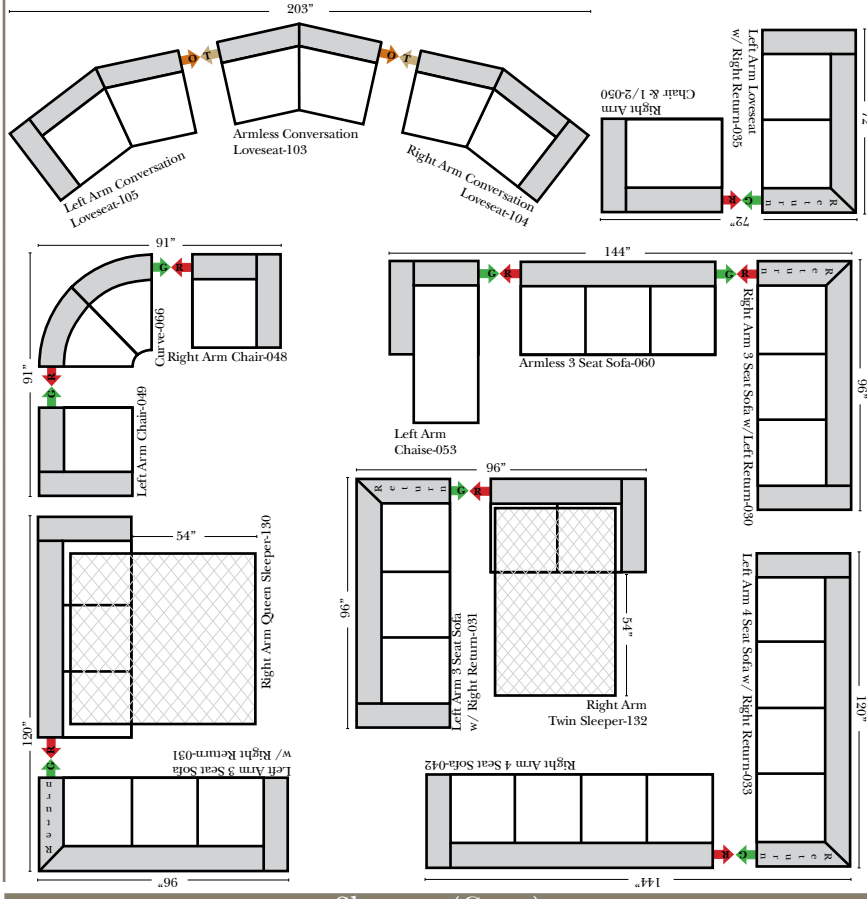 203”
O T
O T
Left Arm Conversation
Loveseat-105
Armless Conversation
Loveseat-103
Right Arm Conversation
Loveseat-104
Right Arm
Chair & 1/2-050
Left Arm Loveseat
w/ Right Return-035
72”
R G
Return
72”
91”
G R
Curve-066
Right Arm Chair-048
91”
R
G
Left Arm Chair-049
144”
G R
G R
Return
Armless 3 Seat Sofa-060
Left Arm
Chaise-053
Right Arm 3 Seat Sofa w/Left Return-030
96”
96”
Return
G R
96”
Left Arm 3 Seat Sofa
w/ Right Return-031
54”
Right Arm
Twin Sleeper-132
54”
Right Arm Queen Sleeper-130
120”
R
G
Left Arm 3 Seat Sofa
w/ Right Return-031
Return
96”
Right Arm 4 Seat Sofa-042
Left Arm 4 Seat Sofa w/ Right Return-033
120”
R G
Return
144”